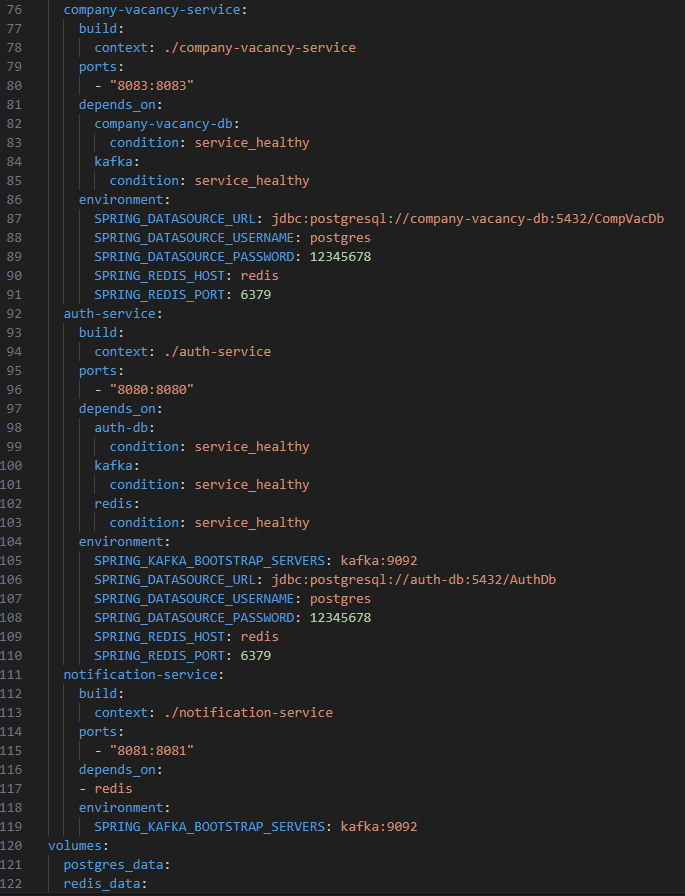 76 company-vacancy-service:
77 build:
78 context: ./company-vacancy-service
79 ports:
80 - "8083:8083"
81 depends_on:
82 company-vacancy-db:
83 condition: service_healthy
84 kafka:
85 condition: service_healthy
86 environment:
87 SPRING_DATASOURCE_URL: jdbc:postgresql://company-vacancy-db:5432/CompVacDb
88 SPRING_DATASOURCE_USERNAME: postgres
89 SPRING_DATASOURCE_PASSWORD: 12345678
90 SPRING_REDIS_HOST: redis
91 SPRING_REDIS_PORT: 6379
92 auth-service:
93 build:
94 context: ./auth-service
95 ports:
96 - "8080:8080"
97 depends_on:
98 auth-db:
99 condition: service_healthy
100 kafka:
101 condition: service_healthy
102 redis:
103 condition: service_healthy
104 environment:
105 SPRING_KAFKA_BOOTSTRAP_SERVERS: kafka:9092
106 SPRING_DATASOURCE_URL: jdbc:postgresql://auth-db:5432/AuthDb
107 SPRING_DATASOURCE_USERNAME: postgres
108 SPRING_DATASOURCE_PASSWORD: 12345678
109 SPRING_REDIS_HOST: redis
110 SPRING_REDIS_PORT: 6379
111 notification-service:
112 build:
113 context: ./notification-service
114 ports:
115 - "8081:8081"
116 depends_on:
117 - redis
118 environment:
119 SPRING_KAFKA_BOOTSTRAP_SERVERS: kafka:9092
120 volumes:
121 postgres_data:
122 redis_data: